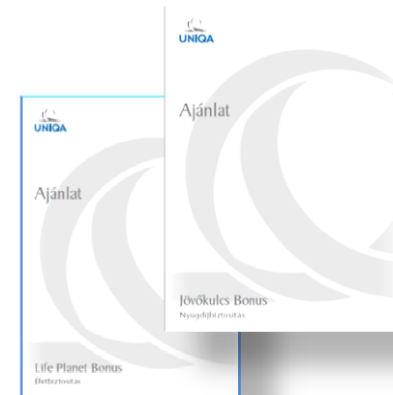 UNIQA
Ajánlat
Jövőkulcs Bonus
Nyugdíjbiztosítás
UNIQA
Ajánlat
Life Planet Bonus
Életbiztosítás